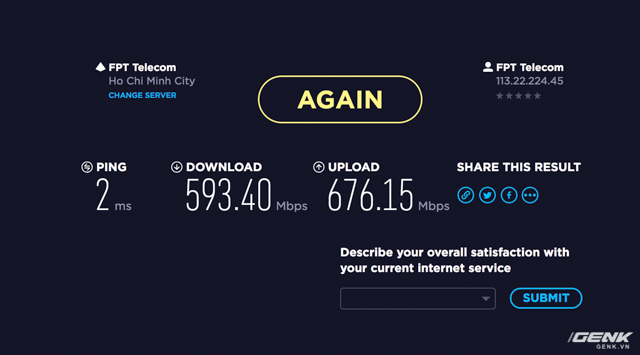 FPT Telecom
Ho Chi Minh City
CHANGE SERVER
AGAIN
FPT Telecom
113.22.224.45
PING
2 ms
DOWNLOAD
593.40 Mbps
UPLOAD
676.15 Mbps
SHARE THIS RESULT
Describe your overall satisfaction with
your current internet service
SUBMIT
GENK
GENK.VN